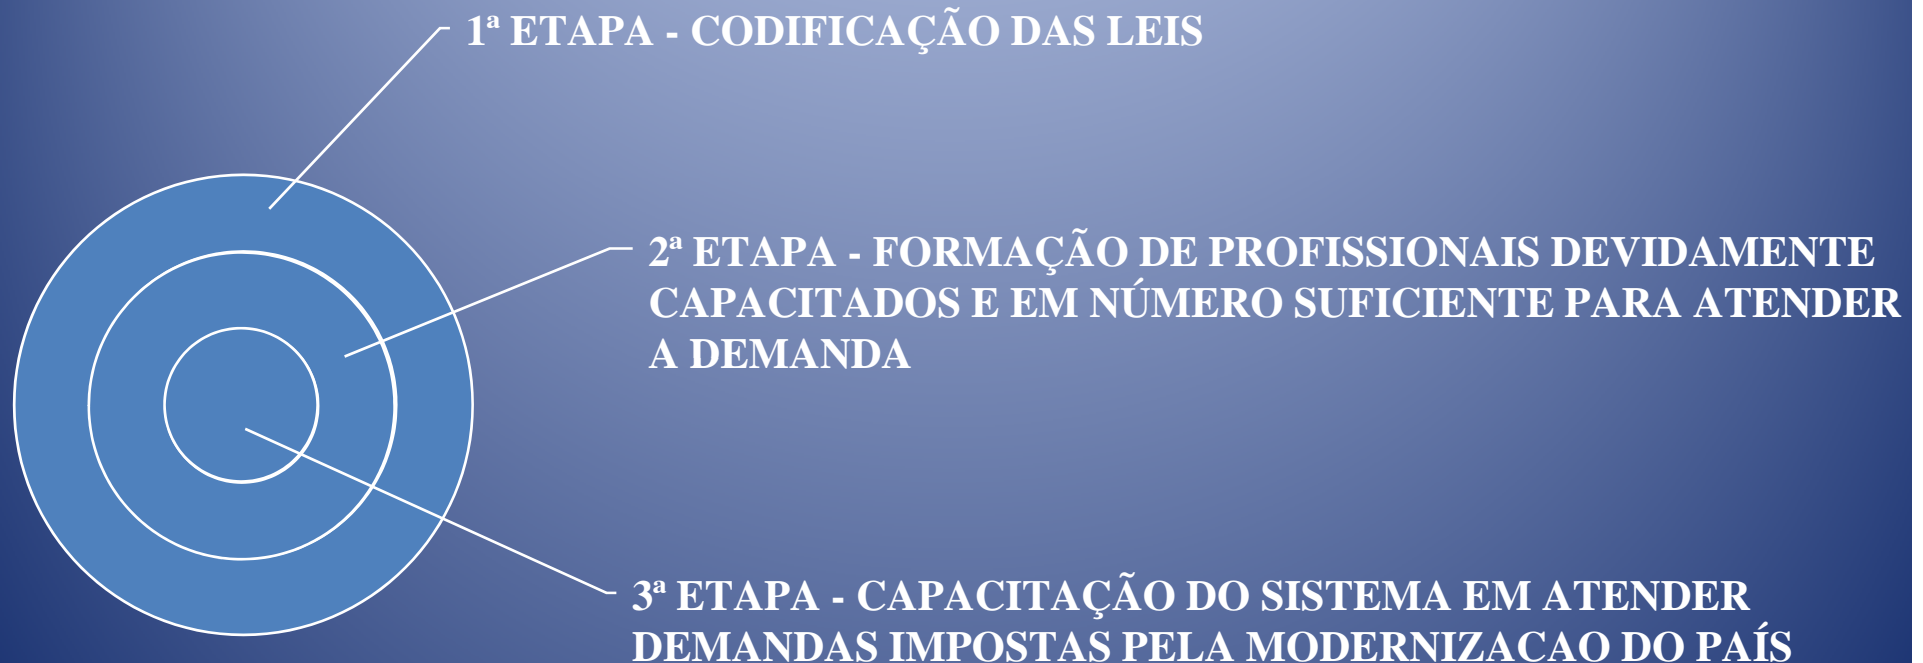 1ª ETAPA - CODIFICAÇÃO DAS LEIS
2ª ETAPA - FORMAÇÃO DE PROFISSIONAIS DEVIDAMENTE
CAPACITADOS E EM NÚMERO SUFICIENTE PARA ATENDER
A DEMANDA
3ª ETAPA - CAPACITAÇÃO DO SISTEMA EM ATENDER
DEMANDAS IMPOSTAS PELA MODERNIZACAO DO PAÍS